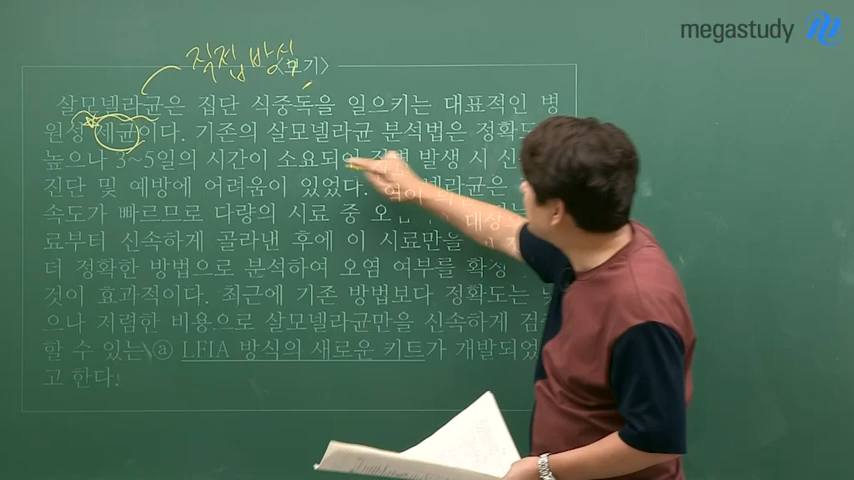 megastudy
직접 방식
<보기>
살모넬라균은 집단 식중독을 일으키는 대표적인 병
원성 세균이다. 기존의 살모넬라균 분석법은 정확도
높으나 3~5일의 시간이 소요되어 발생 시
진단 및 예방에 어려움이 있었다.
속도가 빠르므로 다량의 시료 중 대상
료부터 신속하게 골라낸 후에 이 시료만을
더 정확한 방법으로 분석하여 오염 여부를 확정
것이 효과적이다. 최근에 기존 방법보다 정확도는
으나 저렴한 비용으로 살모넬라균만을 신속하게
할 수 있는 ⓐ LFIA 방식의 새로운 키트가 개발되었
고 한다.